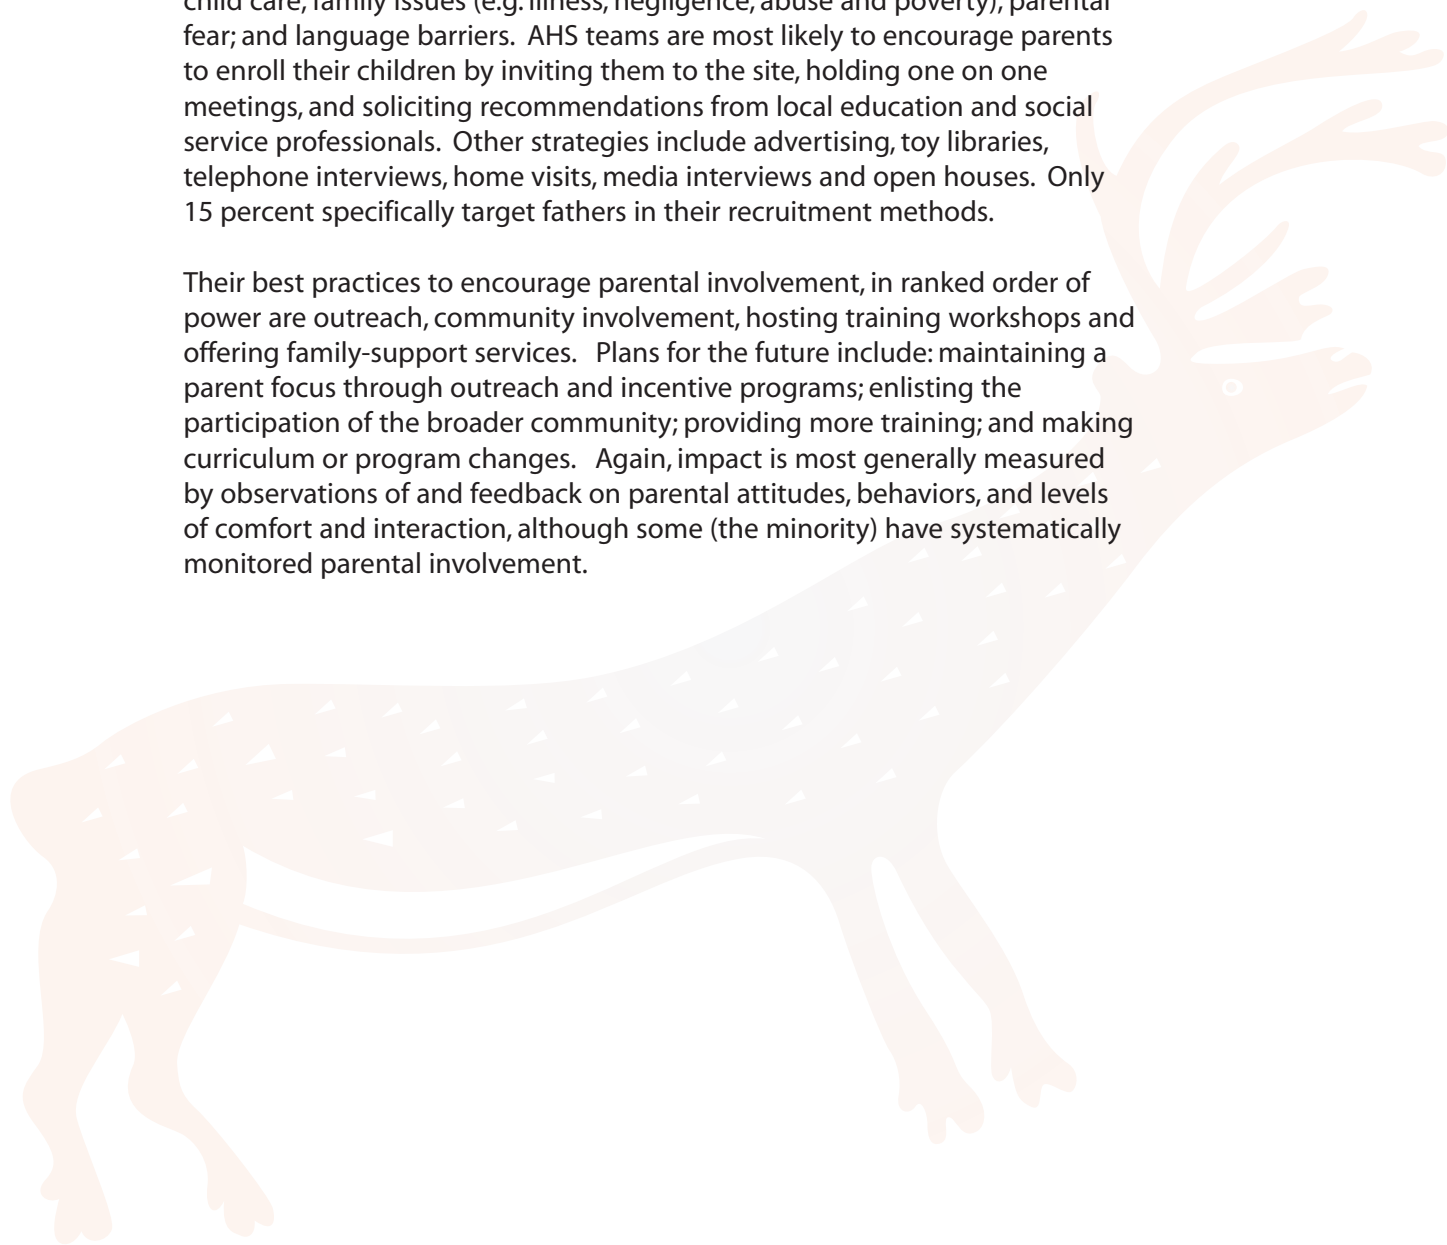 child care; family issues (e.g. illness, negligence, abuse and poverty); parental
fear; and language barriers.  AHS teams are most likely to encourage parents
to enroll their children by inviting them to the site, holding one on one
meetings, and soliciting recommendations from local education and social
service professionals.  Other strategies include advertising, toy libraries,
telephone interviews, home visits, media interviews and open houses.  Only
15 percent specifically target fathers in their recruitment methods.

Their best practices to encourage parental involvement, in ranked order of
power are outreach, community involvement, hosting training workshops and
offering family-support services.   Plans for the future include: maintaining a
parent focus through outreach and incentive programs; enlisting the
participation of the broader community; providing more training; and making
curriculum or program changes.   Again, impact is most generally measured
by observations of and feedback on parental attitudes, behaviors, and levels
of comfort and interaction, although some (the minority) have systematically
monitored parental involvement.